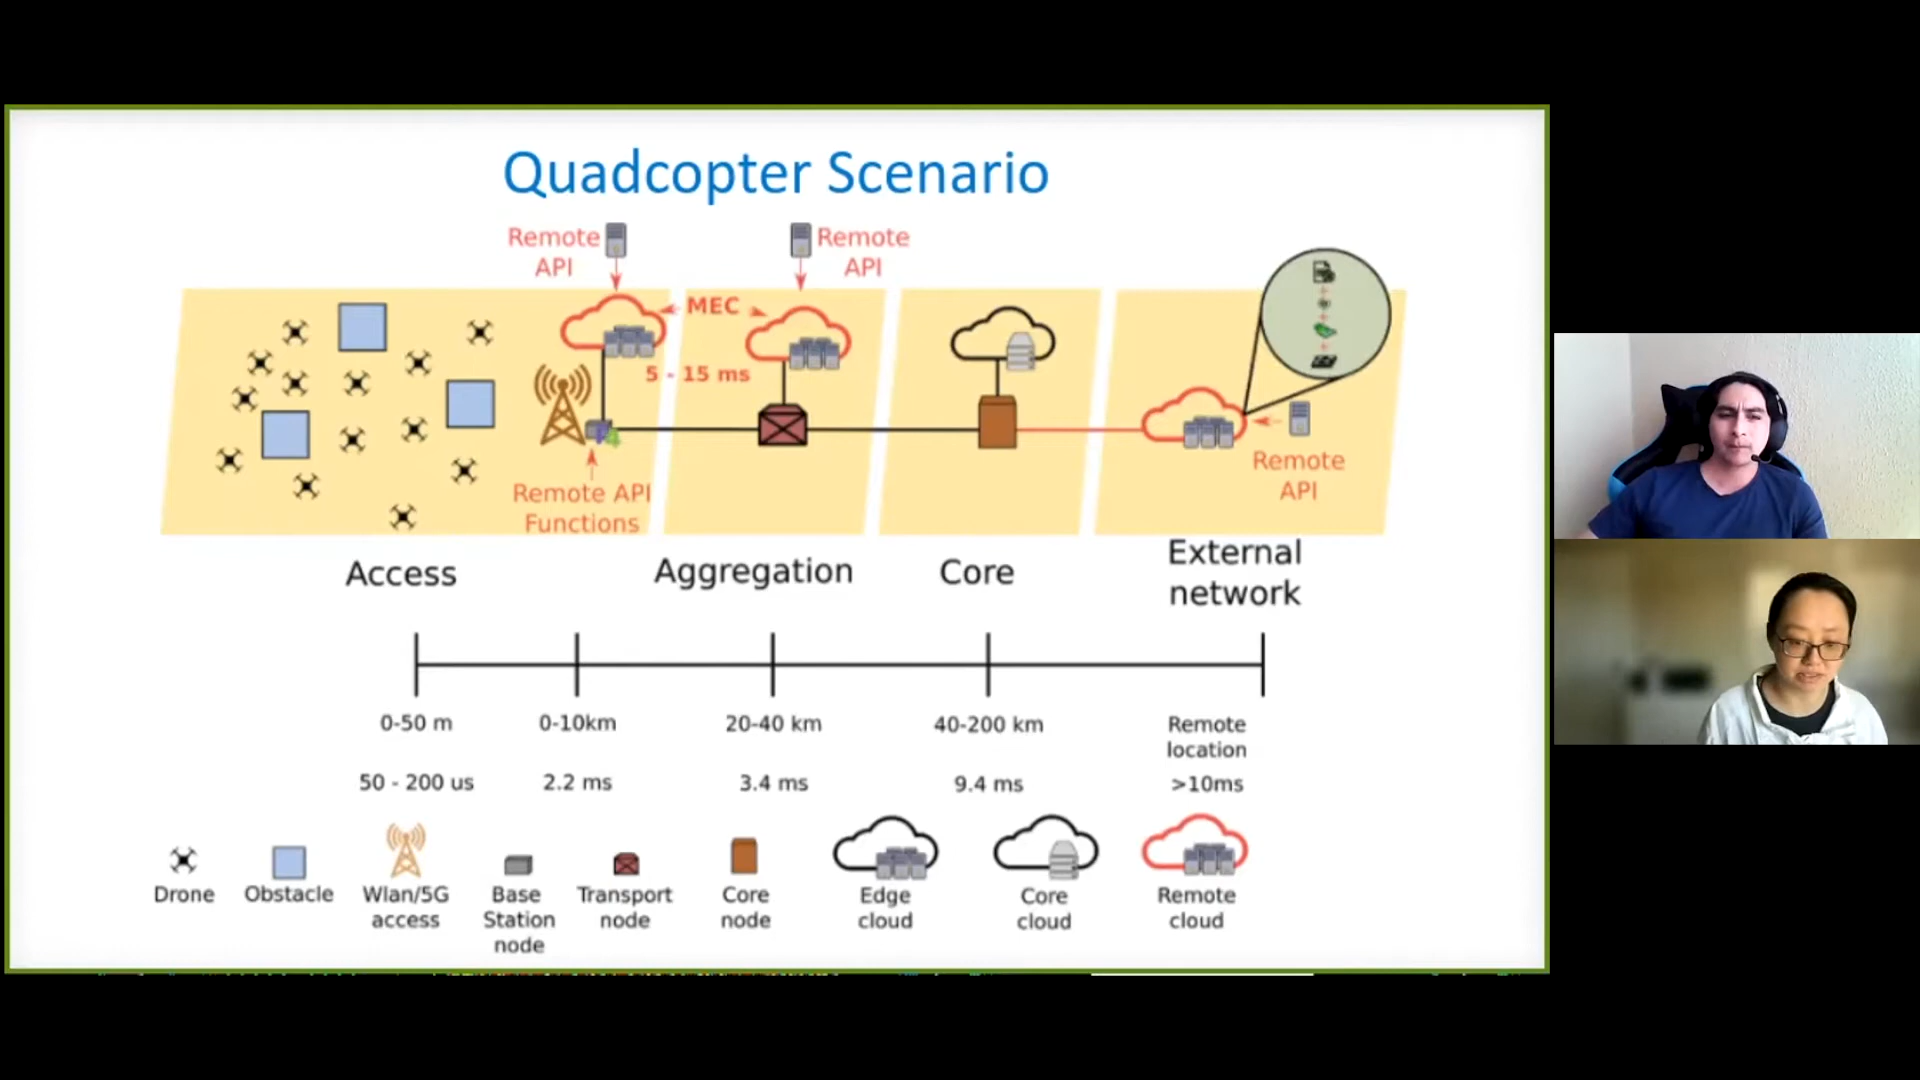 Quadcopter Scenario
Remote
API
Remote
API
MEC
5 - 15 ms
Remote API
Functions
Remote
API
Access
Aggregation
Core
External
network
0-50 m
0-10km
20-40 km
40-200 km
Remote
location
50 - 200 us
2.2 ms
3.4 ms
9.4 ms
>10ms
Drone
Obstacle
Wlan/5G
access
Base
Station
node
Transport
node
Core
node
Edge
cloud
Core
cloud
Remote
cloud